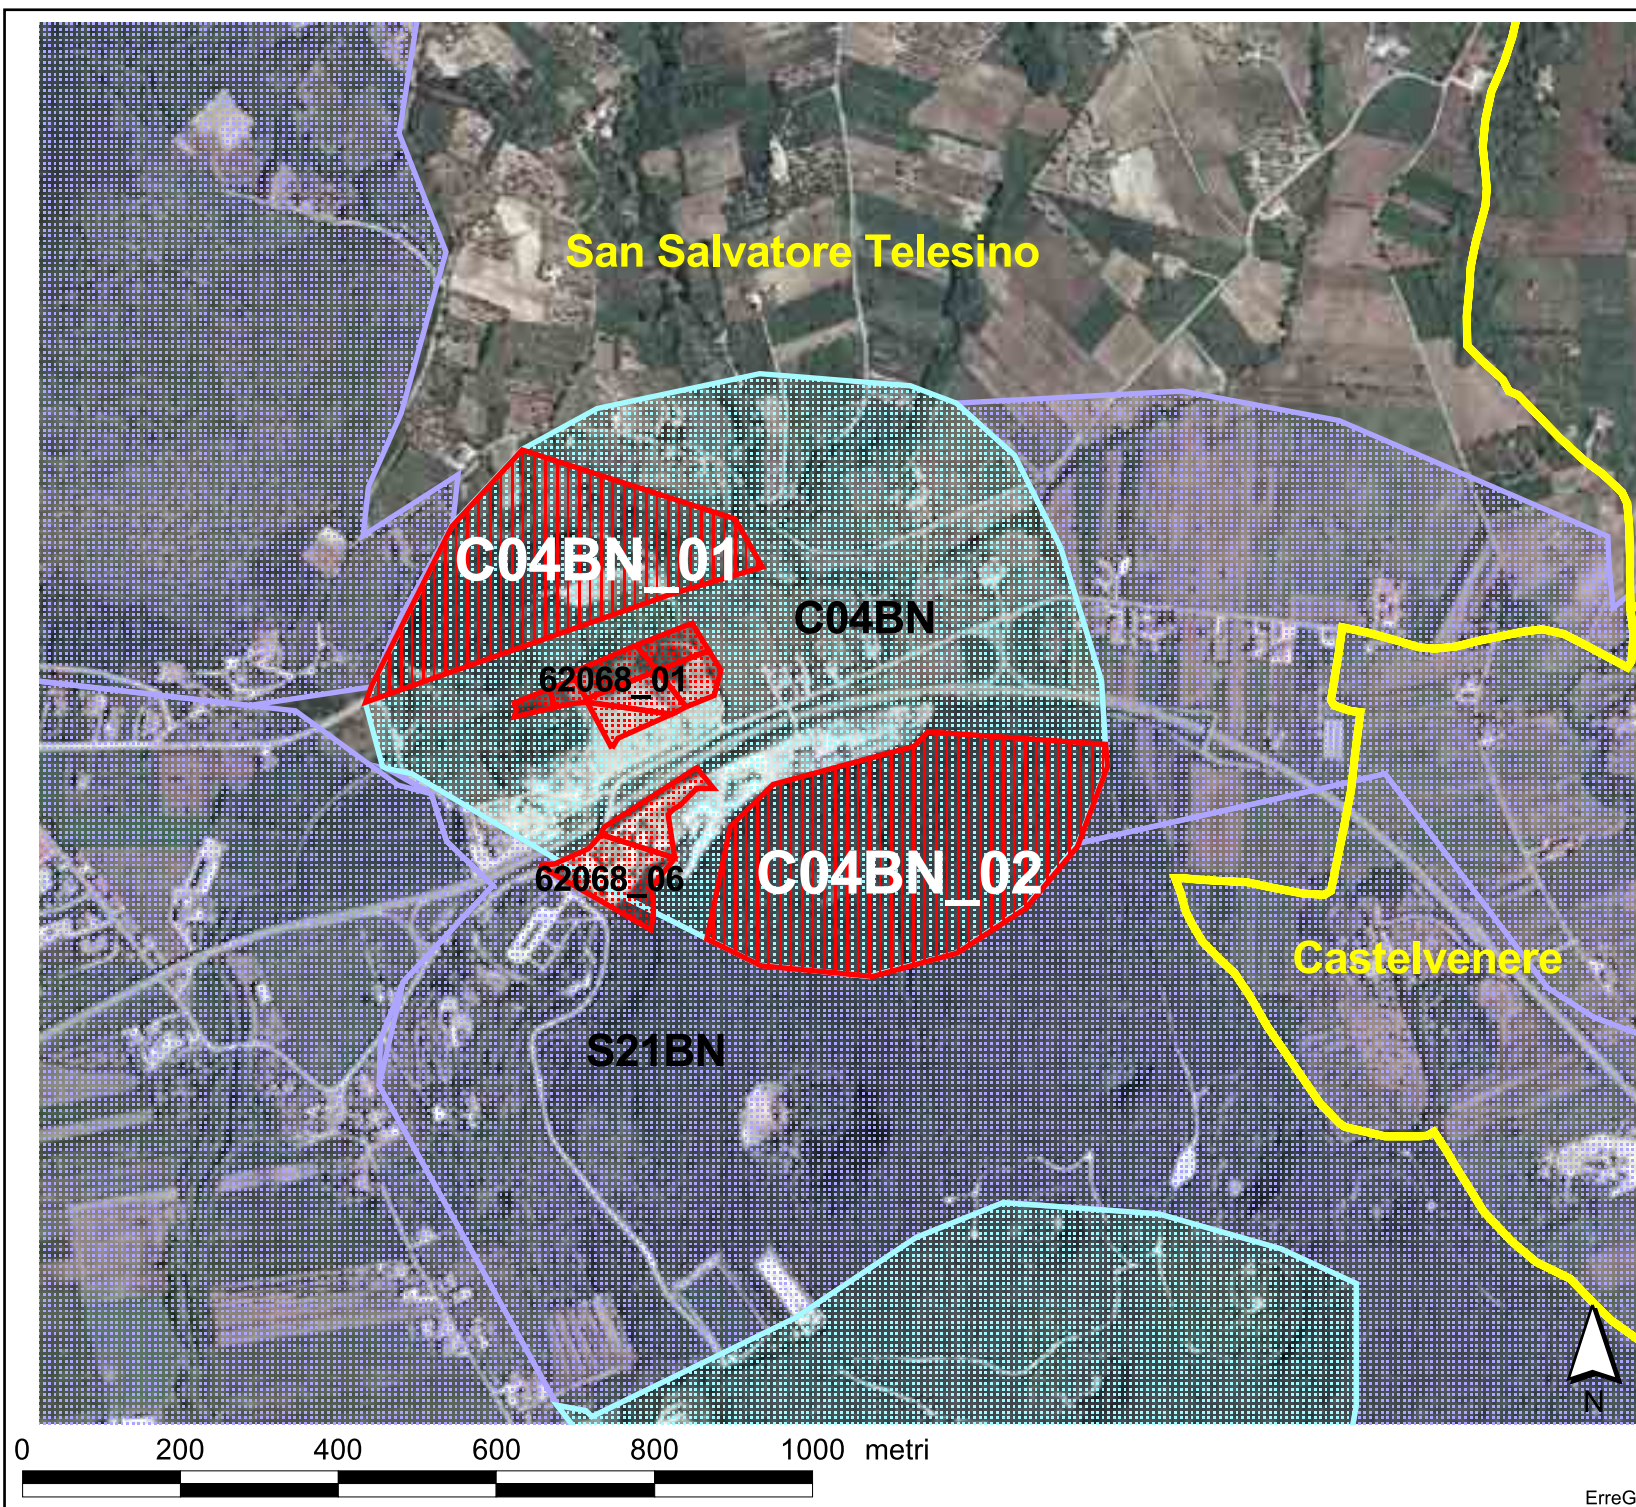 San Salvatore Telesino
C04BN_01
C04BN
62068_01
C04BN_02
62068_06
Castelvenere
S21BN
N
0 200 400 600 800 1000 metri
ErreG